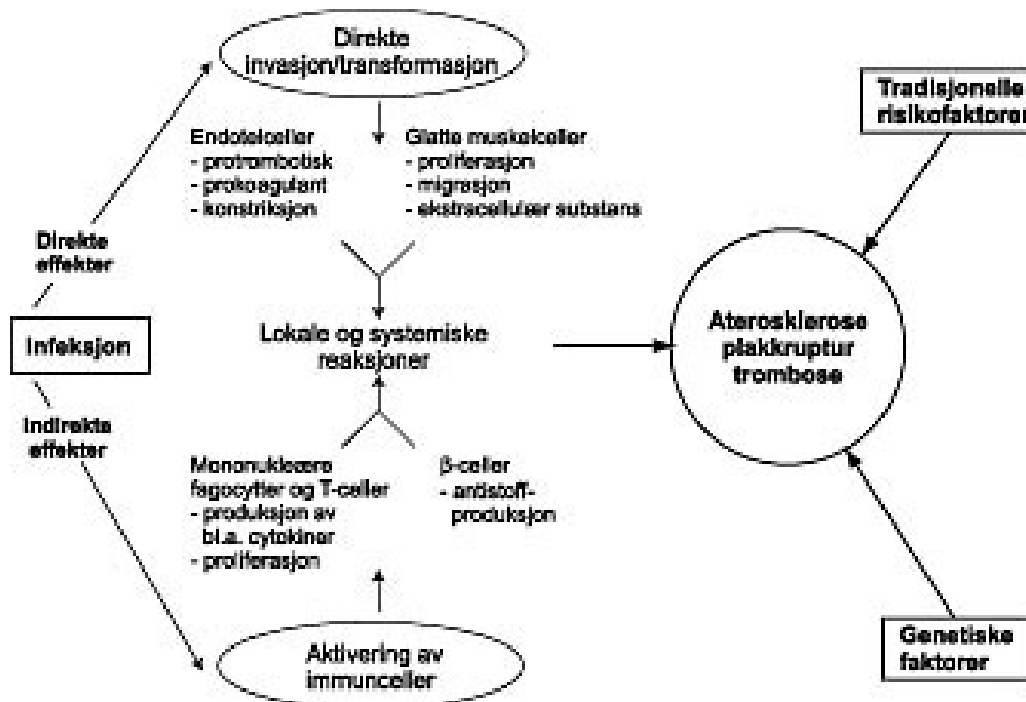 Direkte
invasjon/transformasjon
Tradisjonelle
risikofaktorer
Endotelceller
- protrombotisk
- prokoagulant
- konstriksjon
Glatte muskelceller
- proliferasjon
- migrasjon
- ekstracellulær substans
Direkte
effekter
Infeksjon
Lokale og systemiske
reaksjoner
Aterosklerose
plakkruptur
trombose
Indirekte
effekter
Mononukleære
fagocytter og T-celler
- produksjon av
bl.a. cytokiner
- proliferasjon
β-celler
- antistoff-
produksjon
Aktivering av
immunceller
Genetiske
faktorer